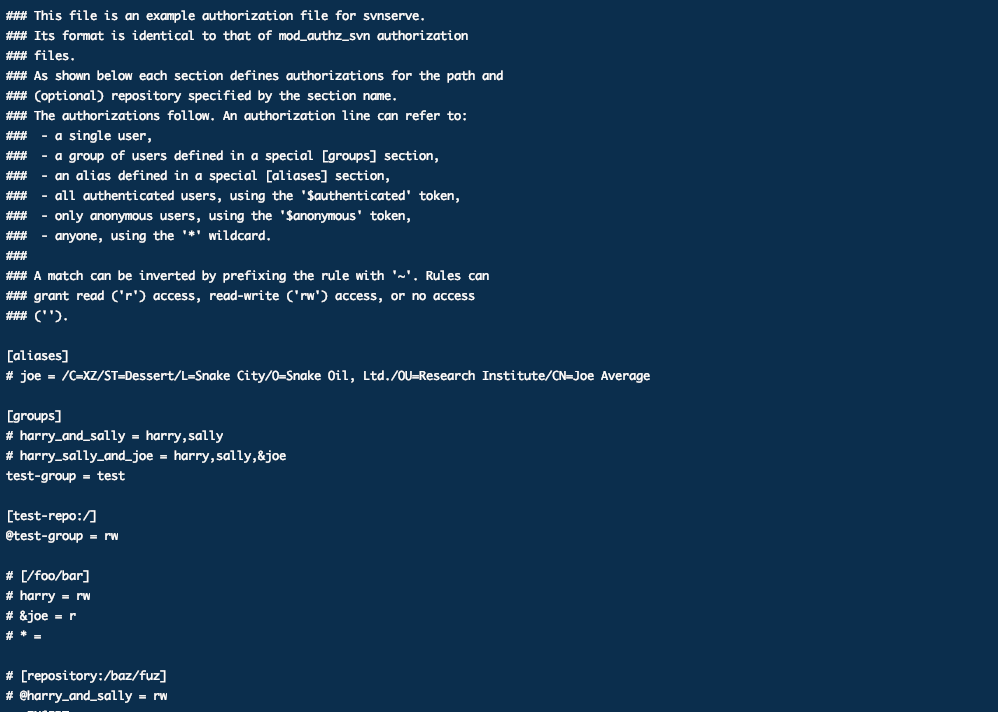 ### This file is an example authorization file for svnserve.
### Its format is identical to that of mod_authz_svn authorization
### files.
### As shown below each section defines authorizations for the path and
### (optional) repository specified by the section name.
### The authorizations follow. An authorization line can refer to:
###  - a single user,
###  - a group of users defined in a special [groups] section,
###  - an alias defined in a special [aliases] section,
###  - all authenticated users, using the '$authenticated' token,
###  - only anonymous users, using the '$anonymous' token,
###  - anyone, using the '*' wildcard.
###
### A match can be inverted by prefixing the rule with '~'. Rules can
### grant read ('r') access, read-write ('rw') access, or no access
### ('').
[aliases]
# joe = /C=XZ/ST=Dessert/L=Snake City/O=Snake Oil, Ltd./OU=Research Institute/CN=Joe Average
[groups]
# harry_and_sally = harry,sally
# harry_sally_and_joe = harry,sally,&joe
test-group = test
[test-repo:/]
@test-group = rw
# [/foo/bar]
# harry = rw
# &joe = r
# * =
# [repository:/baz/fuz]
# @harry_and_sally = rw